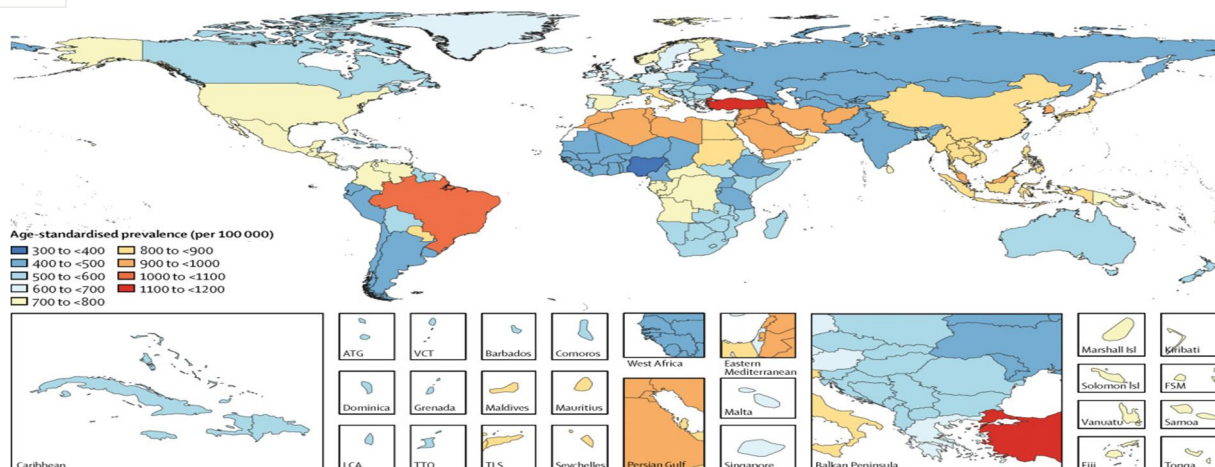 Age-standardised prevalence (per 100 000)
300 to <400
400 to <500
500 to <600
600 to <700
700 to <800
800 to <900
900 to <1000
1000 to <1100
1100 to <1200
ATG
VCT
Barbados
Comoros
West Africa
Eastern
Mediterranean
Marshall Isl
Kiribati
Dominica
Grenada
Maldives
Mauritius
Malta
Solomon Isl
FSM
Vanuatu
Samoa
Caribbean
LCA
TTO
TLS
Seychelles
Persian Gulf
Singapore
Balkan Peninsula
Fiji
Tonga